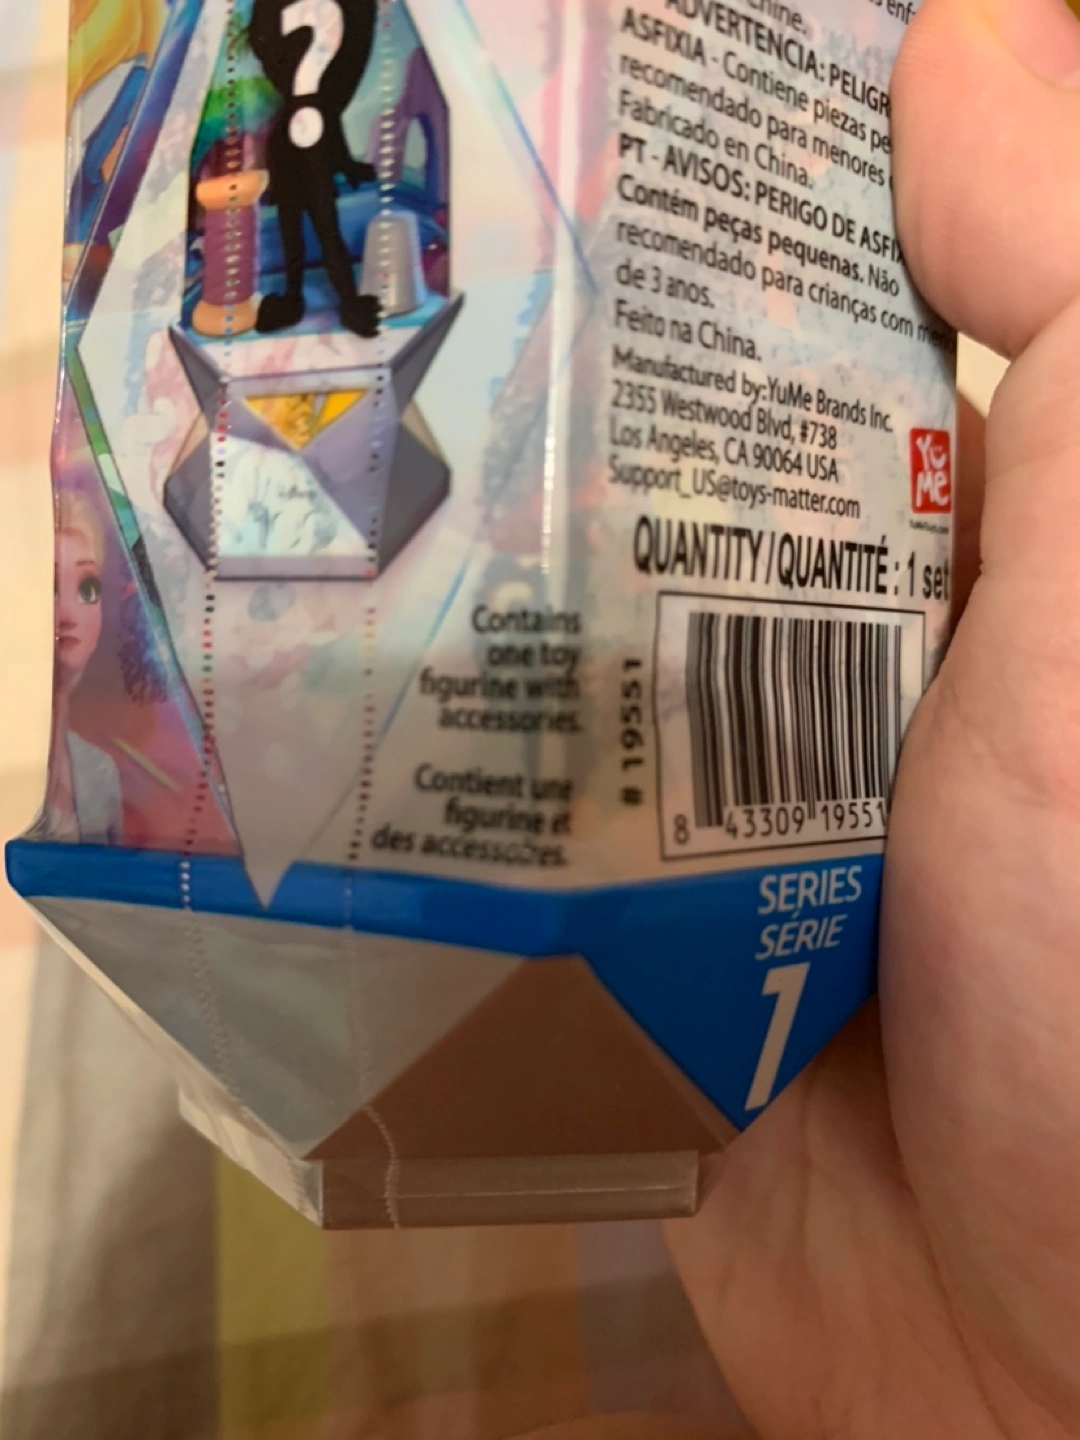 ?
ADVERTENCIA: PELIGR
ASFIXIA - Contiene piezas pe
recomendado para menores
Fabricado en China.
PT - AVISOS: PERIGO DE ASFIX
Contém peças pequenas. Não
recomendado para crianças com meno
de 3 anos.
Feito na China.
Manufactured by:YuMe Brands Inc.
2355 Westwood Blvd, #738
Los Angeles, CA 90064 USA
Support_US@toys-matter.com
YuMe
QUANTITY/QUANTITÉ : 1 set
Contains
one toy
figurine with
accessories.
Contient une
figurine et
des accessoires.
# 19551
8 43309 19551
SERIES
SÉRIE
1